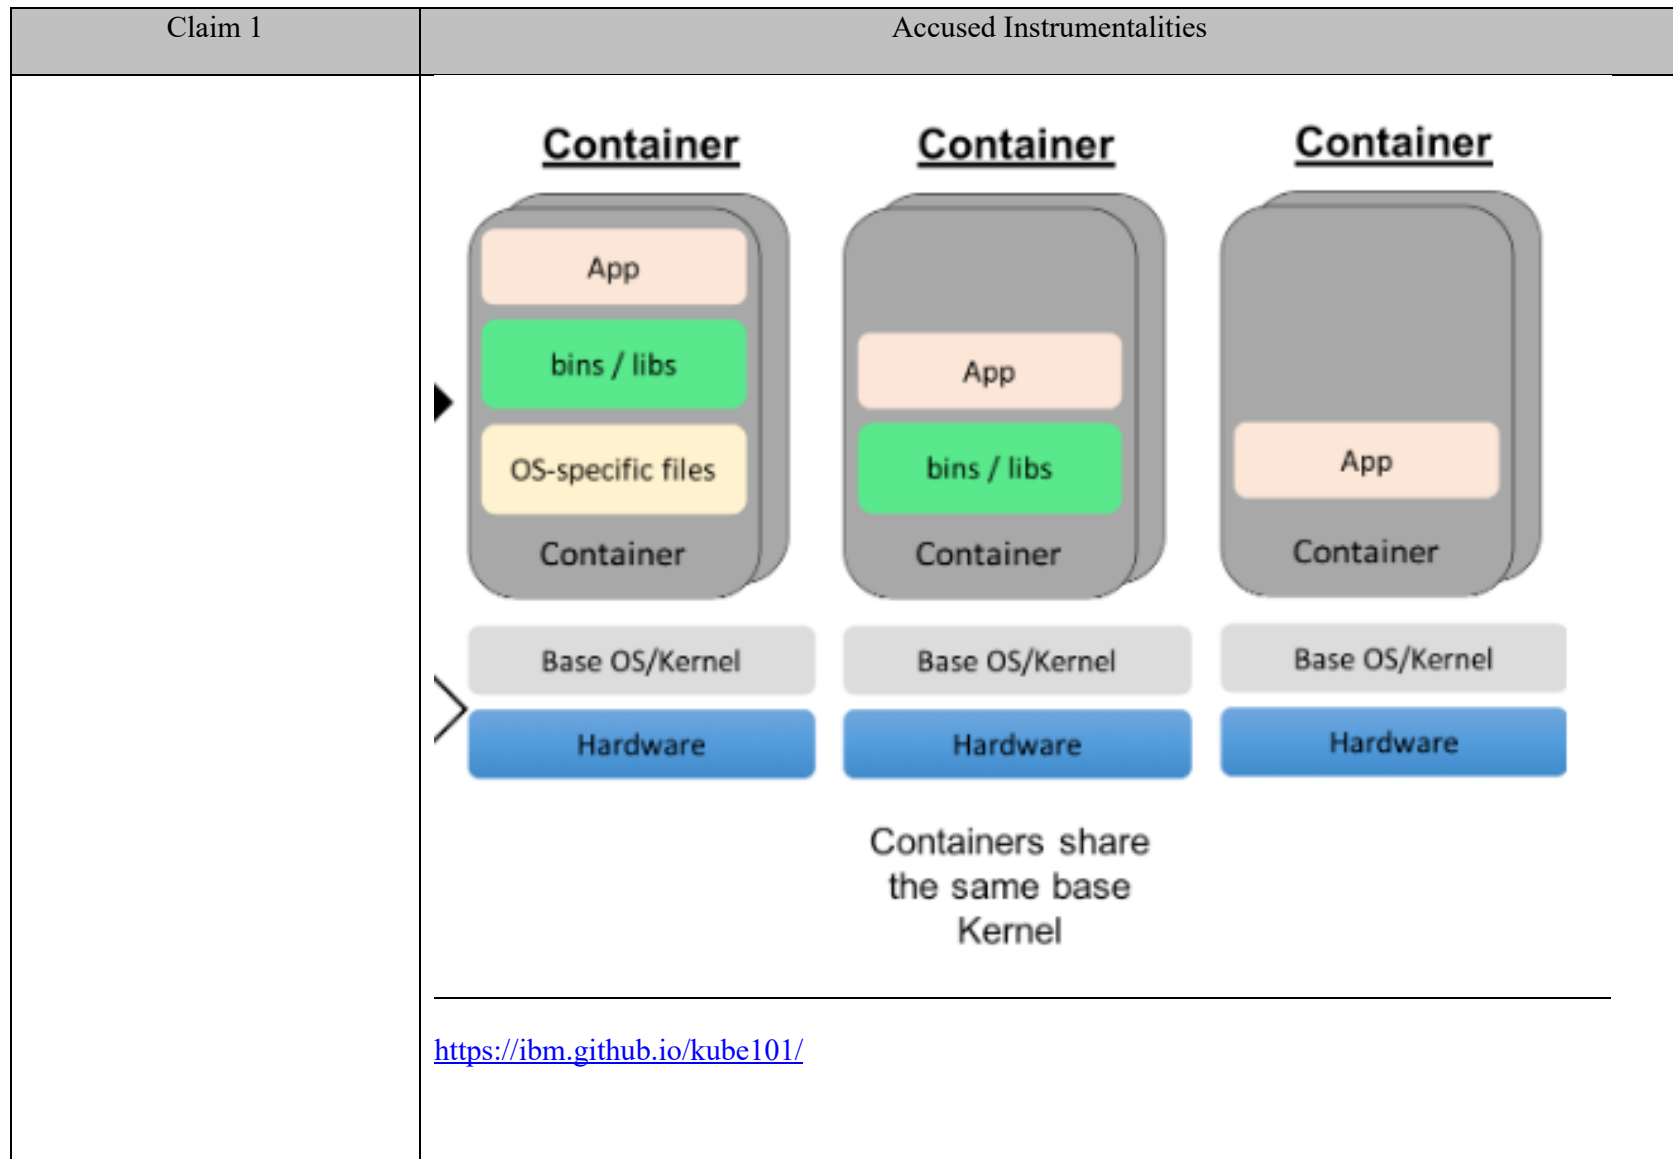 Claim 1
Accused Instrumentalities
Container
App
bins / libs
OS-specific files
Container
Base OS/Kernel
Hardware
Container
App
bins / libs
Container
Base OS/Kernel
Hardware
Container
App
Container
Base OS/Kernel
Hardware
Containers share
the same base
Kernel
https://ibm.github.io/kube101/